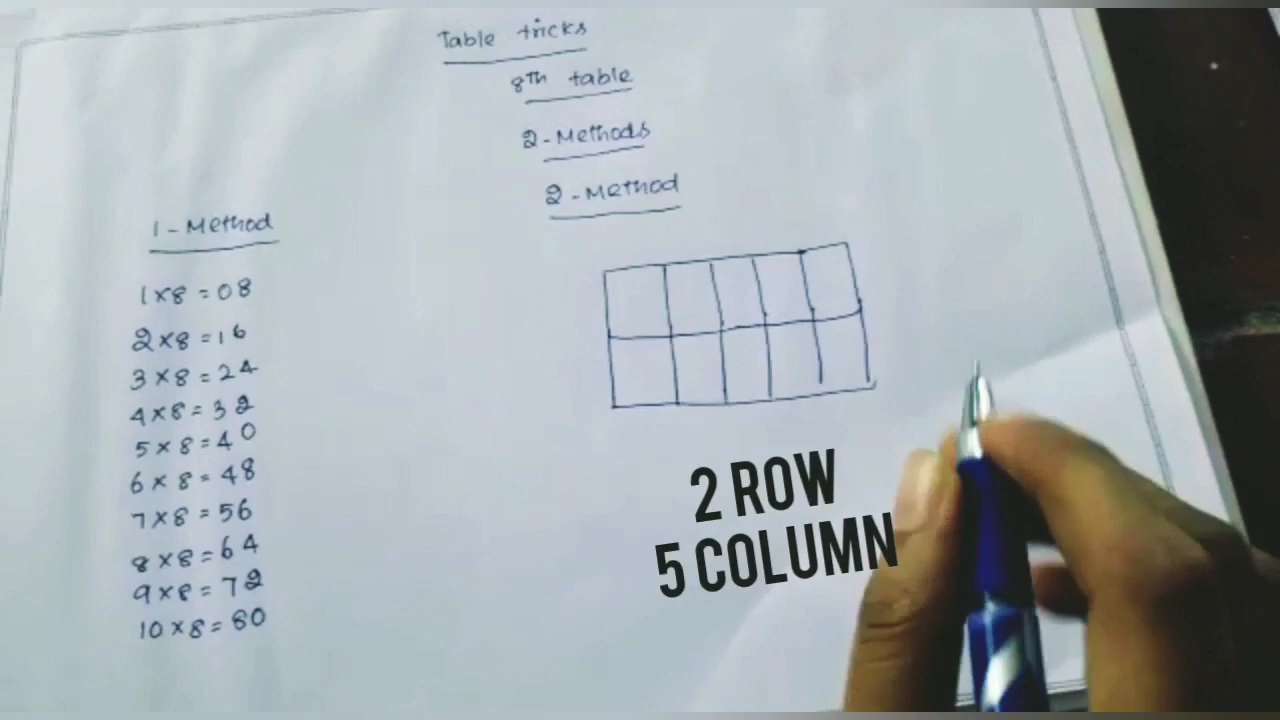 Table tricks
8th table
2-Methods
2-Method
1-Method
1×8=08
2×8=16
3×8=24
4×8=32
5×8=40
6×8=48
7×8=56
8×8=64
9×8=72
10×8=80
2 ROW
5 COLUMN